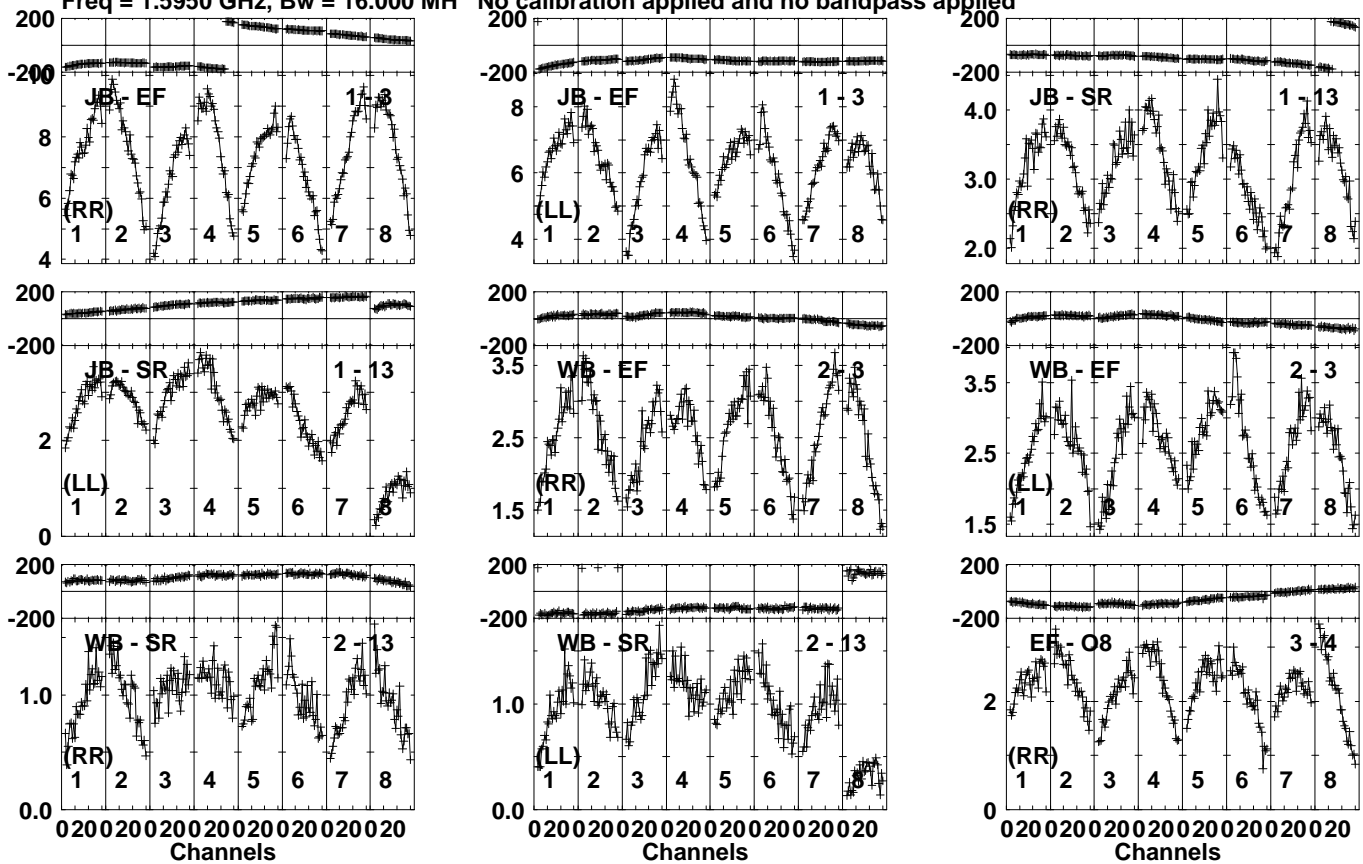 Freq = 1.5950 GHz, Bw = 16.000 MH No calibration applied and no bandpass applied
200
-200
10
8
6
4
JB - EF 1 - 3
(RR)
1 2 3 4 5 6 7 8
200
-200
8
6
4
JB - EF 1 - 3
(LL)
1 2 3 4 5 6 7 8
200
-200
4.0
3.0
2.0
JB - SR 1 - 13
(RR)
1 2 3 4 5 6 7 8
200
-200
2
0
JB - SR 1 - 13
(LL)
1 2 3 4 5 6 7 8
200
-200
3.5
2.5
1.5
WB - EF 2 - 3
(RR)
1 2 3 4 5 6 7 8
200
-200
3.5
2.5
1.5
WB - EF 2 - 3
(LL)
1 2 3 4 5 6 7 8
200
-200
1.0
0.0
WB - SR 2 - 13
(RR)
1 2 3 4 5 6 7 8
0 20 0 20 0 20 0 20 0 20 0 20 0 20 0 20
Channels
200
-200
1.0
0.0
WB - SR 2 - 13
(LL)
1 2 3 4 5 6 7 8
0 20 0 20 0 20 0 20 0 20 0 20 0 20 0 20
Channels
200
-200
2
0
EF - O8 3 - 4
(RR)
1 2 3 4 5 6 7 8
0 20 0 20 0 20 0 20 0 20 0 20 0 20 0 20
Channels